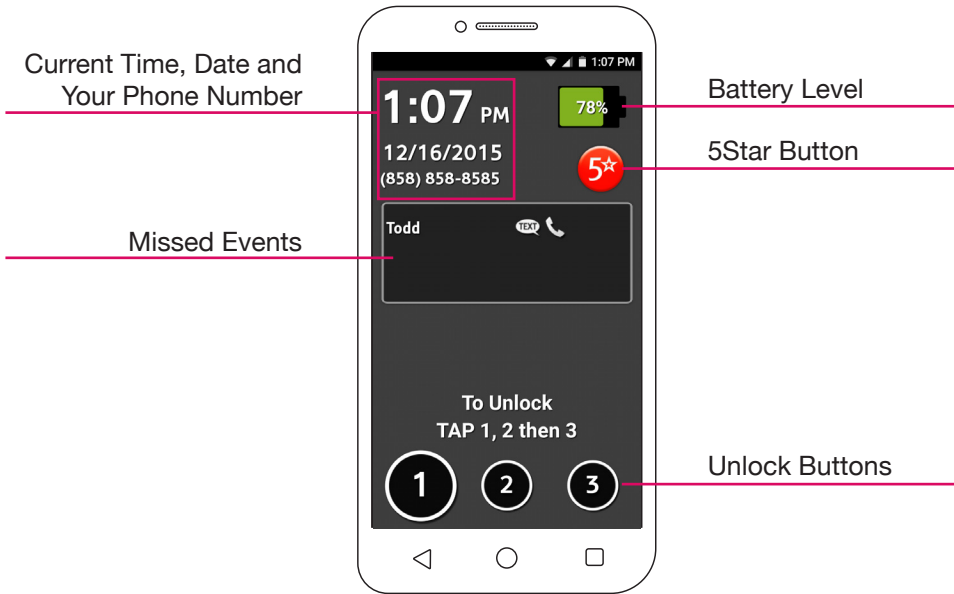 1:07 PM
Current Time, Date and
Your Phone Number
1:07 PM
12/16/2015
(858) 858-8585
78%
Battery Level
5☆
5Star Button
Missed Events
Todd
TEXT
To Unlock
TAP 1, 2 then 3
1
2
3
Unlock Buttons